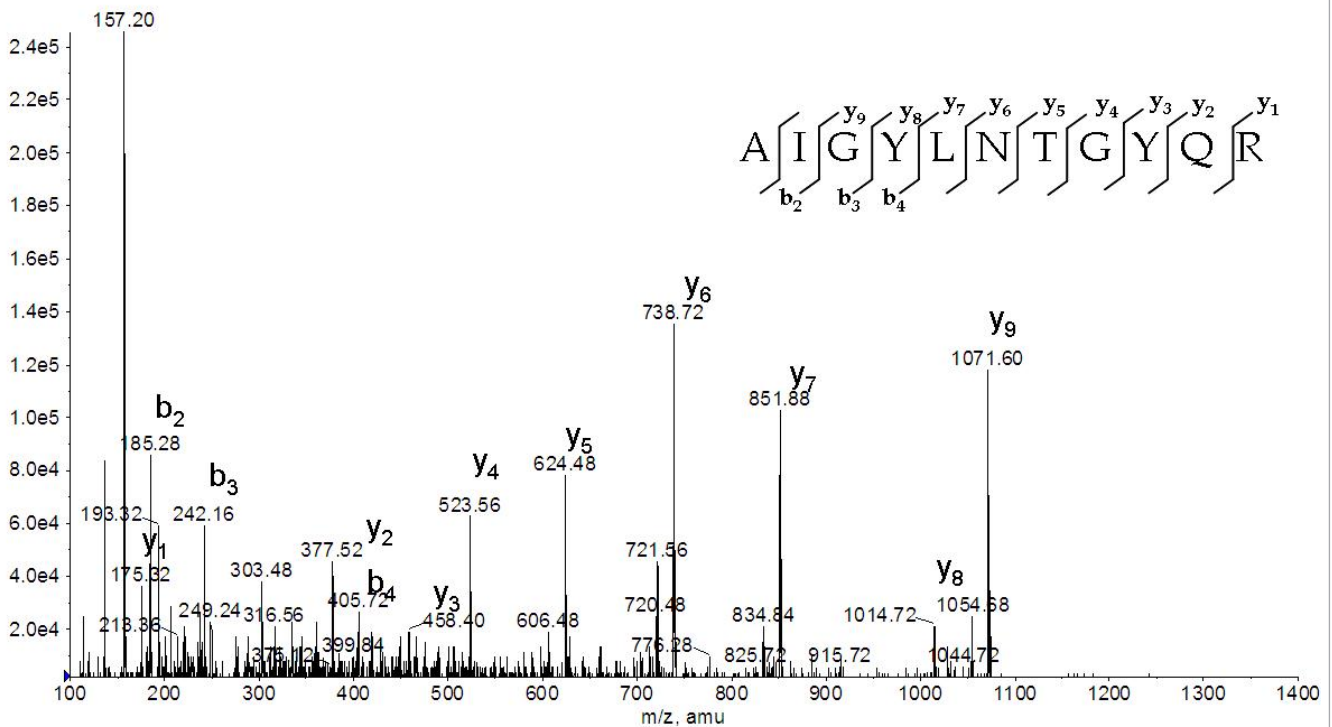 157.20
2.4e5
2.2e5
2.0e5
1.8e5
1.6e5
1.4e5
1.2e5
1.0e5
8.0e4
6.0e4
4.0e4
2.0e4
y9 y8 y7 y6 y5 y4 y3 y2 y1
A I G Y L N T G Y Q R
b2 b3 b4
y6
738.72
y9
1071.60
y7
851.88
b2
185.28
y5
624.48
y4
523.56
b3
193.32 242.16
y2
377.52
721.56
y1
175.32
303.48
b4
405.72
y3
458.40
y8
249.24 316.56
720.48
1054.68
213.36
606.48
834.84
1014.72
375.12
399.84
776.28
825.72
915.72
1044.72
100 200 300 400 500 600 700 800 900 1000 1100 1200 1300 1400
m/z, amu